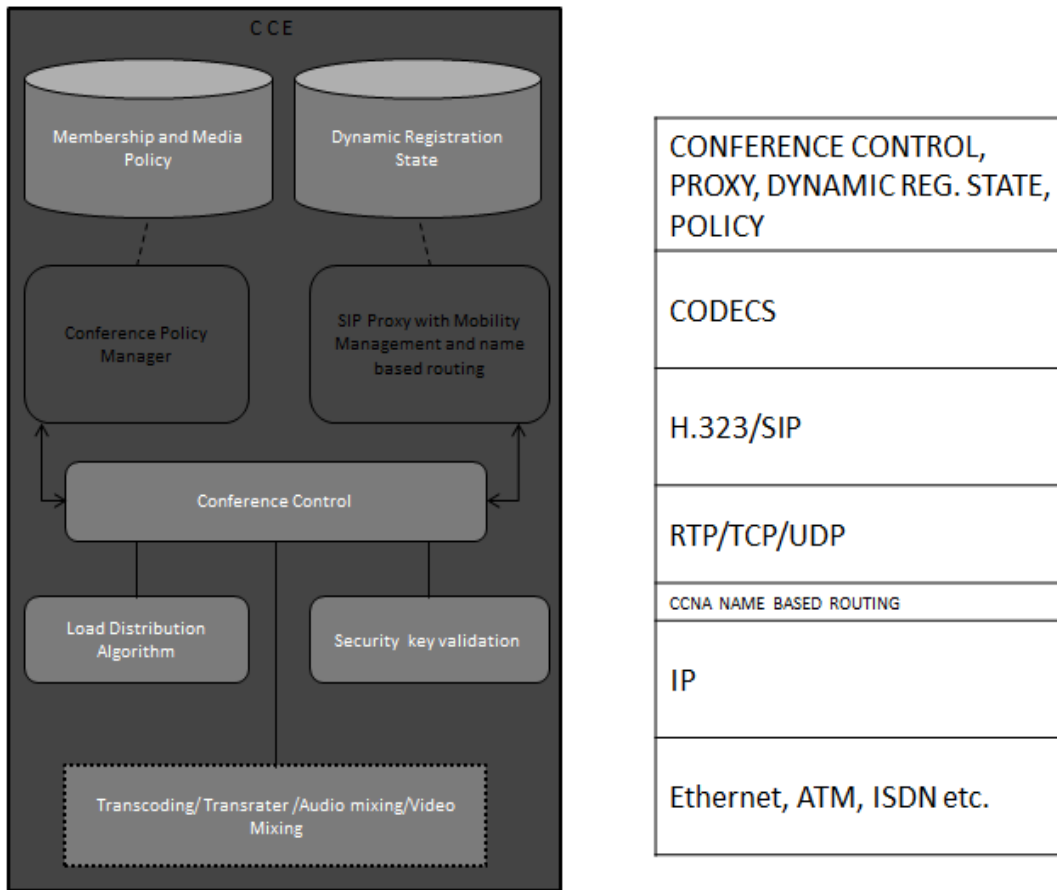 C C E
Membership and Media
Policy
Dynamic Registration
State
Conference Policy
Manager
SIP Proxy with Mobility
Management and name
based routing
Conference Control
Load Distribution
Algorithm
Security key validation
Transcoding/ Transrater /Audio mixing/Video
Mixing
CONFERENCE CONTROL,
PROXY, DYNAMIC REG. STATE,
POLICY
CODECS
H.323/SIP
RTP/TCP/UDP
CCNA NAME BASED ROUTING
IP
Ethernet, ATM, ISDN etc.